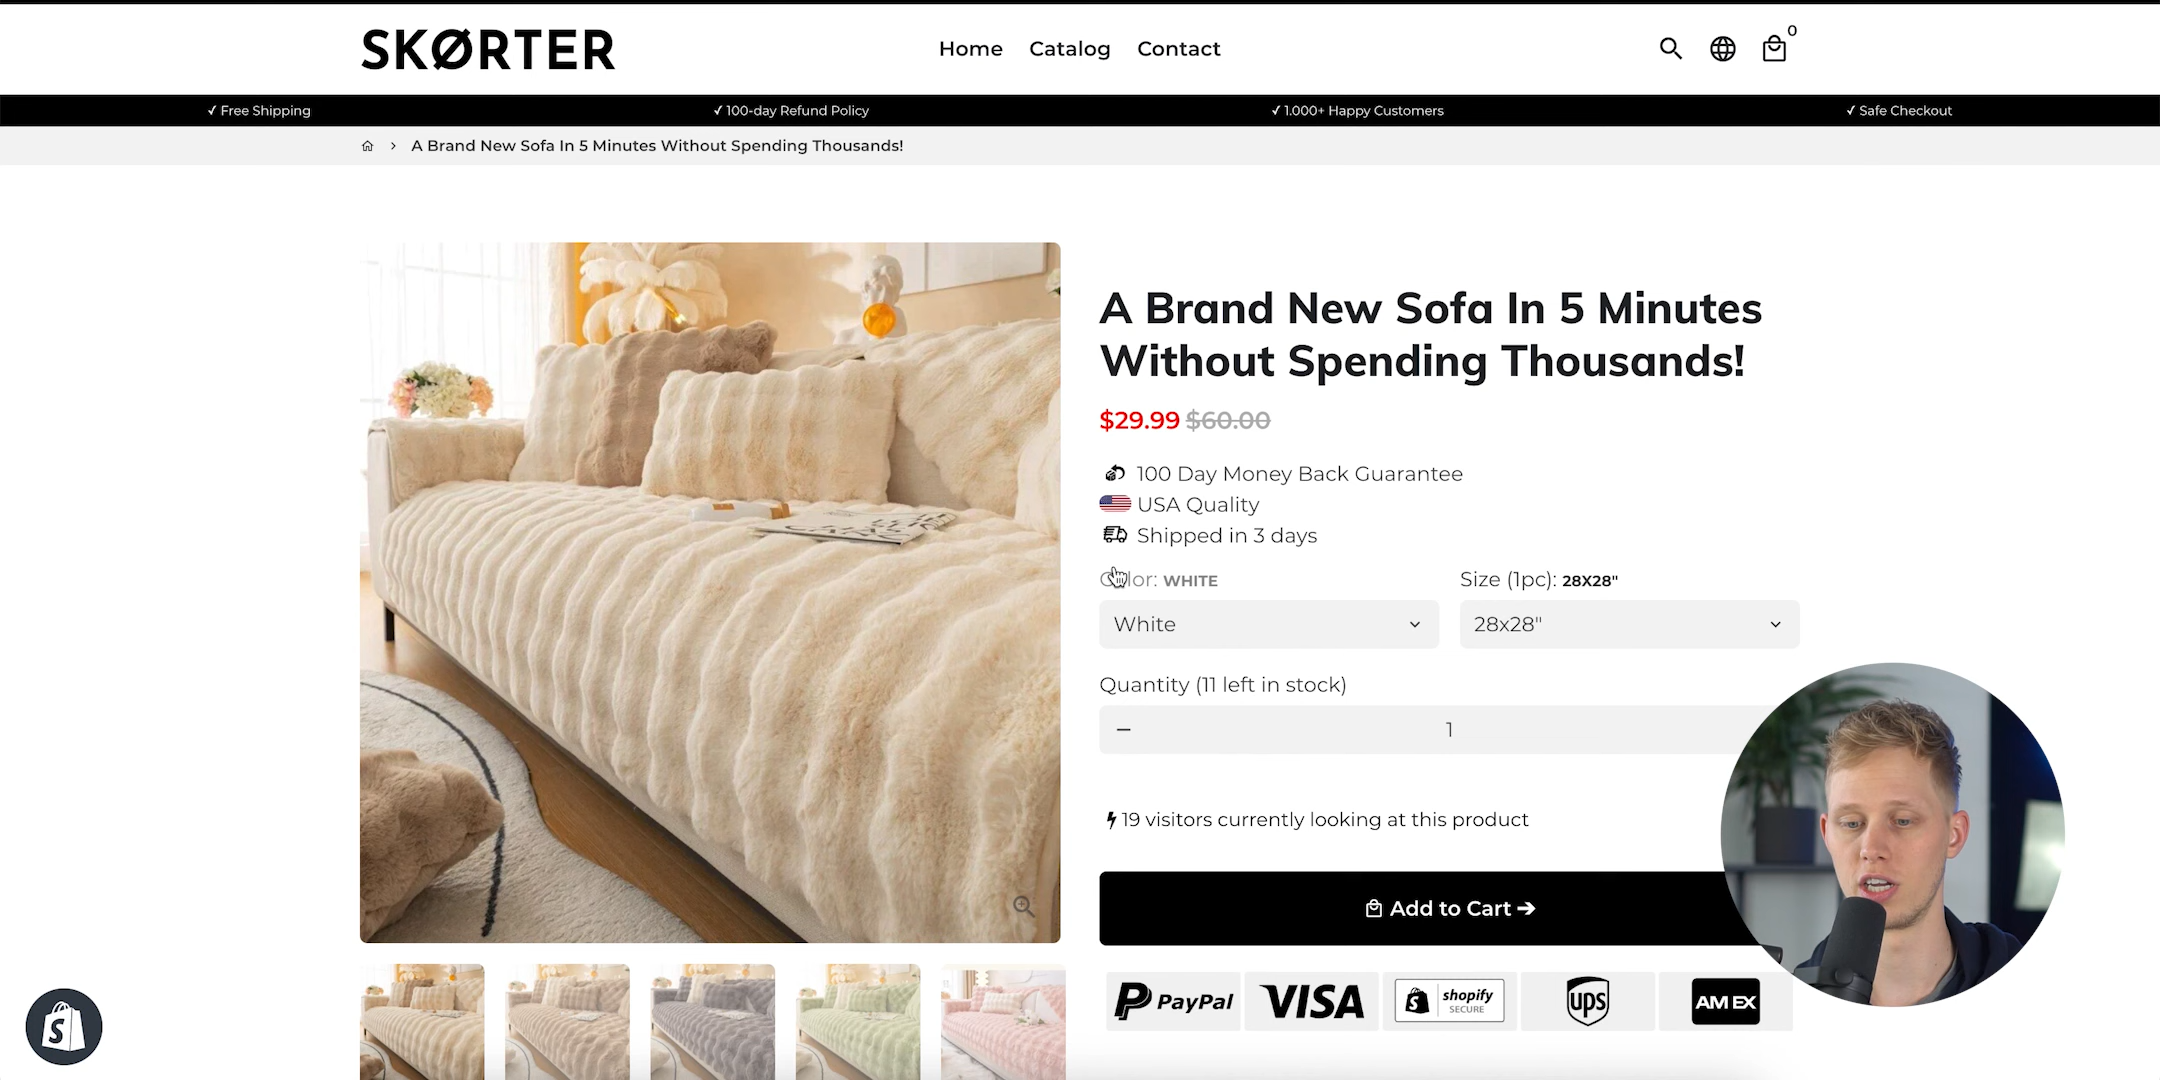 SKØRTER
Home Catalog Contact
0
✓ Free Shipping
✓ 100-day Refund Policy
✓ 1.000+ Happy Customers
✓ Safe Checkout
A Brand New Sofa In 5 Minutes Without Spending Thousands!
A Brand New Sofa In 5 Minutes
Without Spending Thousands!
$29.99 $60.00
100 Day Money Back Guarantee
USA Quality
Shipped in 3 days
Color: WHITE
Size (1pc): 28X28"
White
28x28"
Quantity (11 left in stock)
1
19 visitors currently looking at this product
Add to Cart →
PayPal
VISA
shopify
SECURE
ups
AM EX